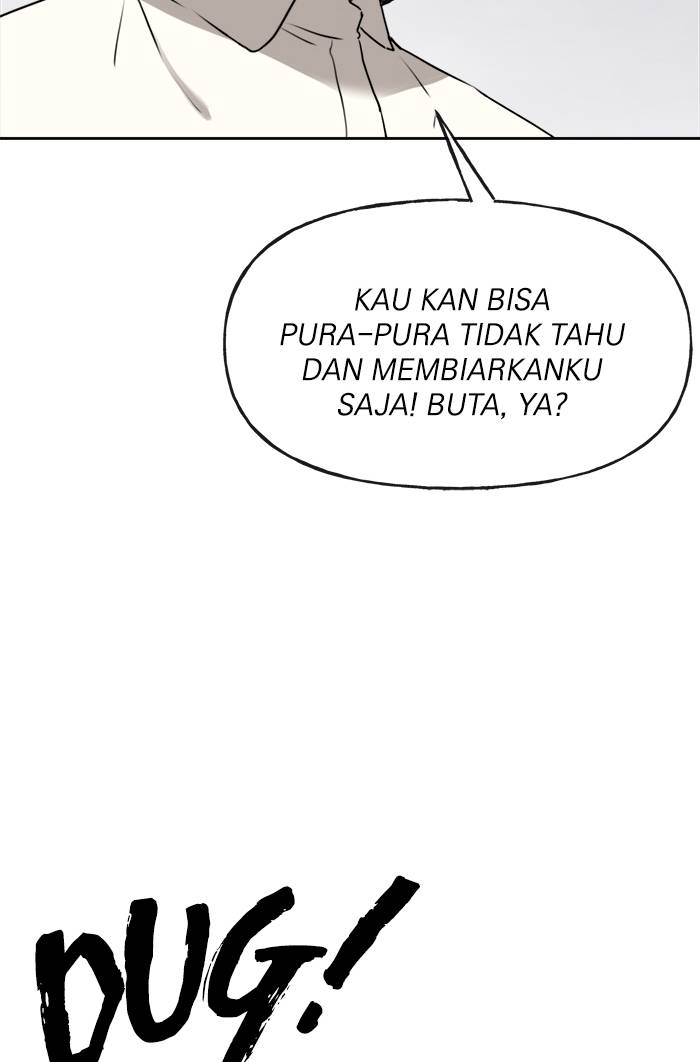 KAU KAN BISA
PURA-PURA TIDAK TAHU
DAN MEMBIARKANKU
SAJA! BUTA, YA?
DUG!